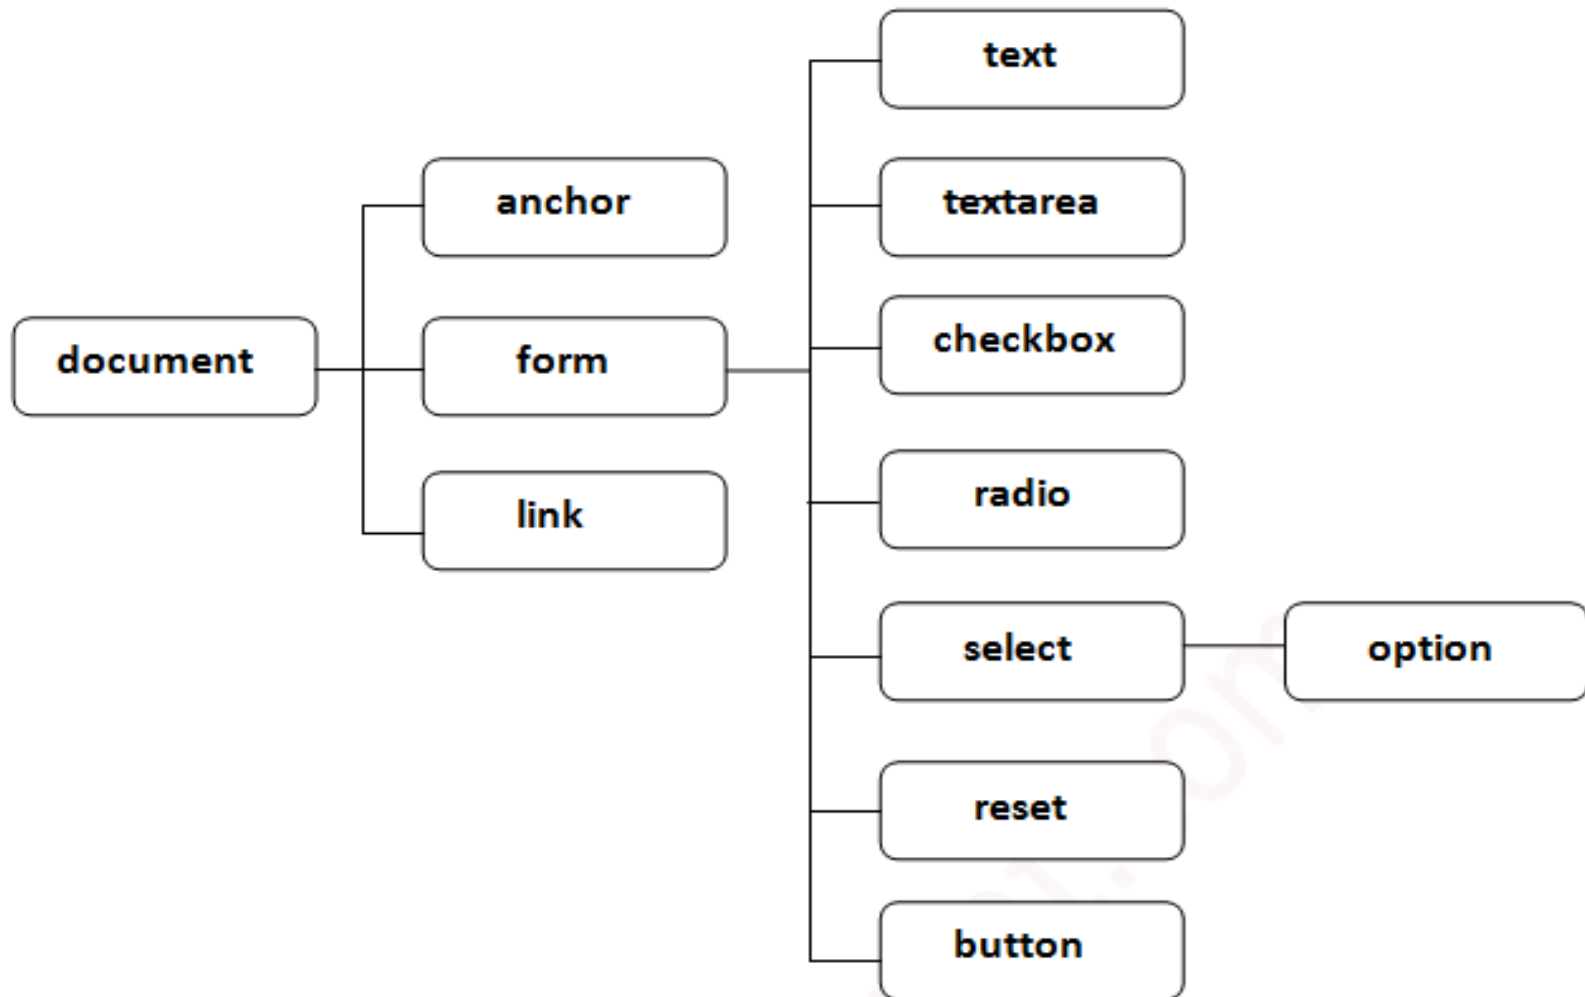 text
anchor
textarea
document
form
checkbox
link
radio
select
option
reset
button